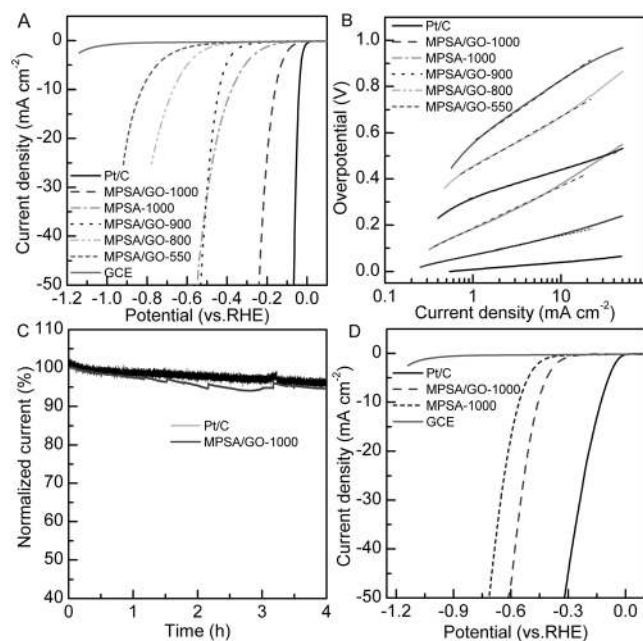 A
Current density (mA cm-2)
0
-10
-20
-30
-40
-50
Pt/C
MPSA/GO-1000
MPSA-1000
MPSA/GO-900
MPSA/GO-800
MPSA/GO-550
GCE
-1.2 -0.9 -0.6 -0.4 -0.2 0.0
Potential (vs.RHE)
B
Overpotential (V)
1.0
0.8
0.6
0.4
0.2
0.0
Pt/C
MPSA/GO-1000
MPSA-1000
MPSA/GO-900
MPSA/GO-800
MPSA/GO-550
0.1 1 10
Current density (mA cm-2)
C
Normalized current (%)
110
100
90
80
70
60
50
40
Pt/C
MPSA/GO-1000
0 1 2 3 4
Time (h)
D
Current density (mA cm-2)
0
-10
-20
-30
-40
-50
Pt/C
MPSA/GO-1000
MPSA-1000
GCE
-1.2 -0.9 -0.6 -0.3 0.0
Potential (vs.RHE)